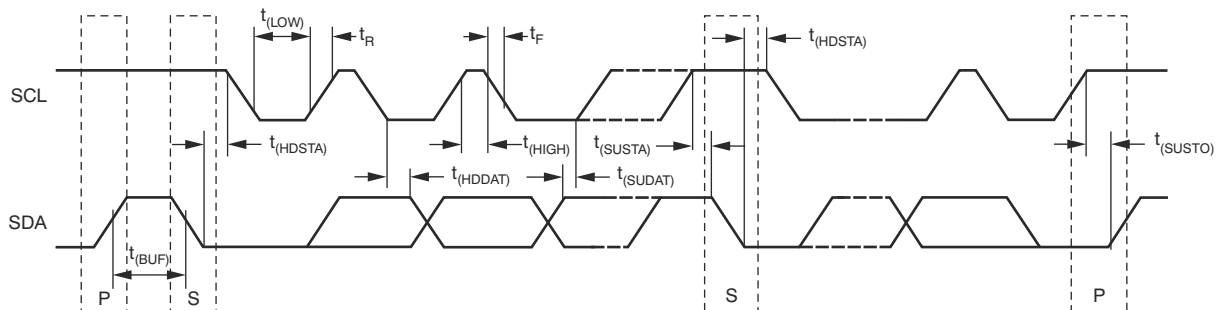 t(LOW)
tR
tF
t(HDSTA)
SCL
t(HDSTA)
t(HIGH)
t(SUSTA)
t(SUSTO)
t(HDDAT)
t(SUDAT)
SDA
t(BUF)
P
S
S
P